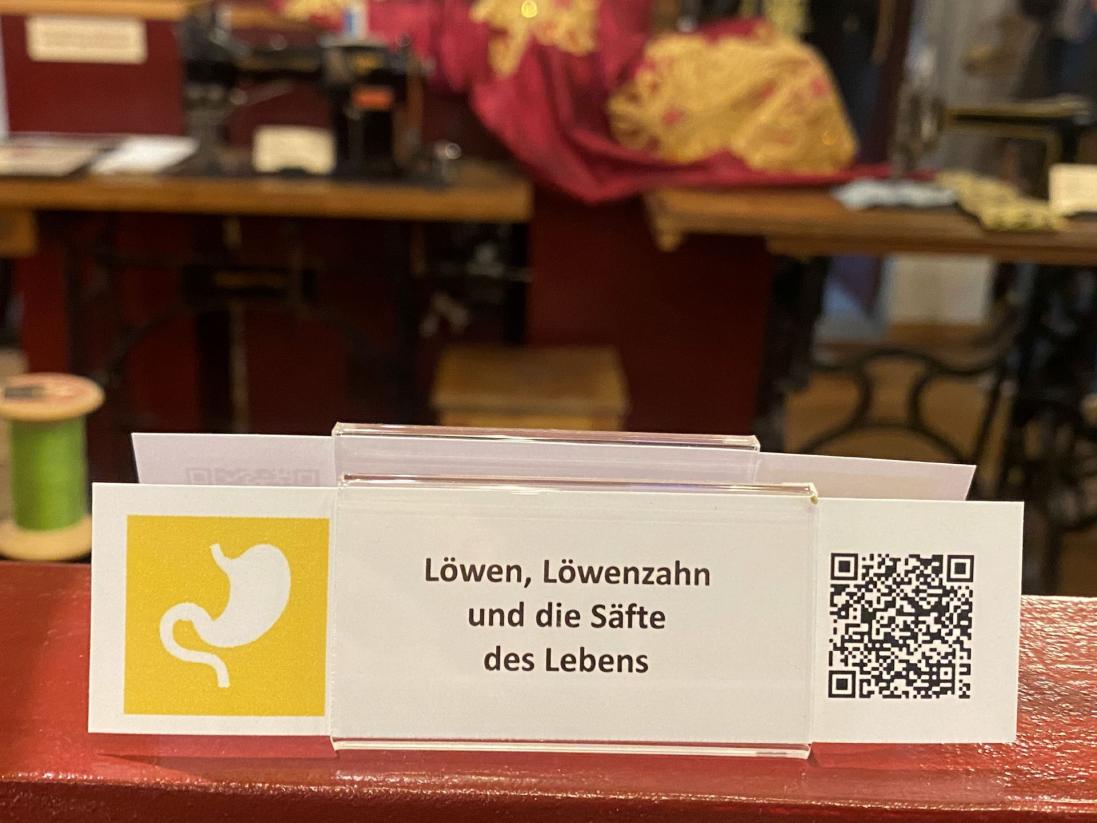 Löwen, Löwenzahn
und die Säfte
des Lebens